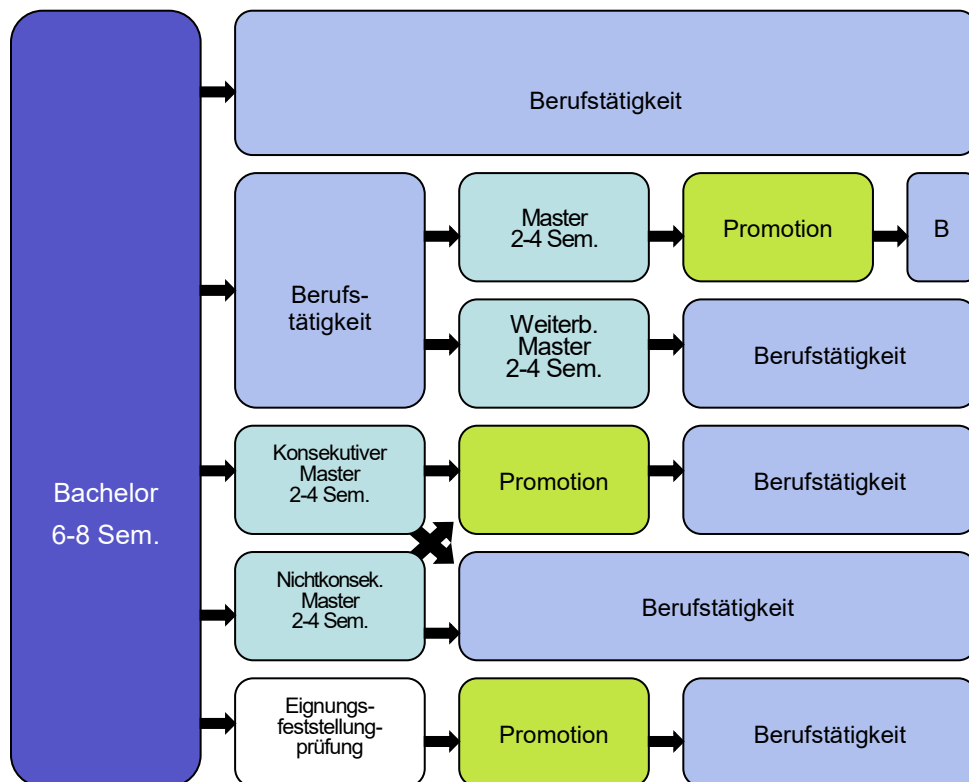 Bachelor
6-8 Sem.
Berufstätigkeit
Berufs-
tätigkeit
Master
2-4 Sem.
Promotion
B
Weiterb.
Master
2-4 Sem.
Berufstätigkeit
Konsekutiver
Master
2-4 Sem.
Promotion
Berufstätigkeit
Nichtkonsek.
Master
2-4 Sem.
Berufstätigkeit
Eignungs-
feststellung-
prüfung
Promotion
Berufstätigkeit